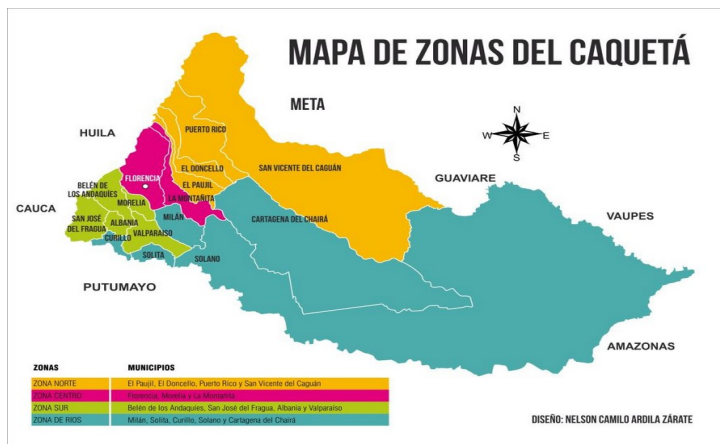 MAPA DE ZONAS DEL CAQUETÁ
META
HUILA
PUERTO RICO
N
W E
S
EL DONCELLO
SAN VICENTE DEL CAGUÁN
FLORENCIA
EL PAUJIL
GUAVIARE
BELÉN DE
LOS ANDAQUÍES
LA MONTAÑITA
MORELIA
CAUCA
MILÁN
CARTAGENA DEL CHAIRÁ
VAUPES
SAN JOSÉ
DEL FRAGUA
ALBANIA
VALPARAISO
CURILLO
SOLITA
SOLANO
PUTUMAYO
AMAZONAS
ZONAS MUNICIPIOS
ZONA NORTE El Paujil, El Doncello, Puerto Rico y San Vicente del Caguán
ZONA CENTRO Florencia, Morelia y La Montañita
ZONA SUR Belén de los Andaquies, San José del Fragua, Albania y Valparaíso
ZONA DE RIOS Milán, Solita, Curillo, Solano y Cartagena del Chairá
DISEÑO: NELSON CAMILO ARDILA ZÁRATE